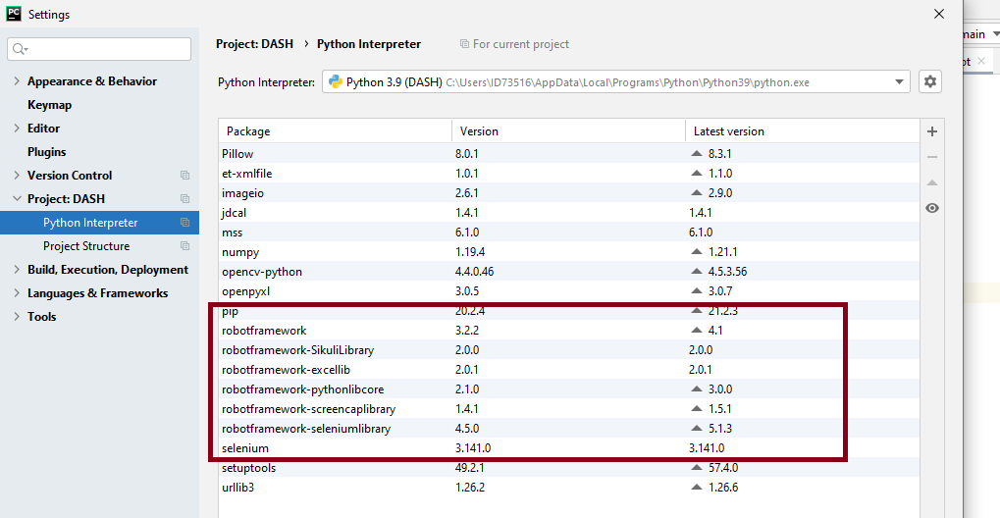 PC Settings
Project: DASH > Python Interpreter For current project
Appearance & Behavior
Keymap
Editor
Plugins
Version Control
Project: DASH
Python Interpreter
Project Structure
Build, Execution, Deployment
Languages & Frameworks
Tools
Python Interpreter: Python 3.9 (DASH) C:\Users\ID73516\AppData\Local\Programs\Python\Python39\python.exe
Package Version Latest version
Pillow 8.0.1 8.3.1
et-xmlfile 1.0.1 1.1.0
imageio 2.6.1 2.9.0
jdcal 1.4.1 1.4.1
mss 6.1.0 6.1.0
numpy 1.19.4 1.21.1
opencv-python 4.4.0.46 4.5.3.56
openpyxl 3.0.5 3.0.7
pip 20.2.4 21.2.3
robotframework 3.2.2 4.1
robotframework-SikuliLibrary 2.0.0 2.0.0
robotframework-excellib 2.0.1 2.0.1
robotframework-pythonlibcore 2.1.0 3.0.0
robotframework-screencaplibrary 1.4.1 1.5.1
robotframework-seleniumlibrary 4.5.0 5.1.3
selenium 3.141.0 3.141.0
setuptools 49.2.1 57.4.0
urllib3 1.26.2 1.26.6
main
ot